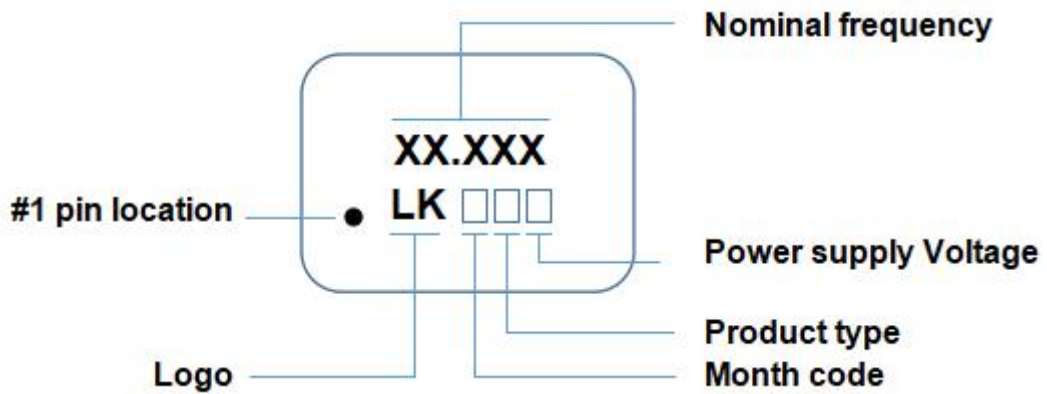 Nominal frequency
XX.XXX
#1 pin location
LK □□□
Power supply Voltage
Product type
Logo
Month code